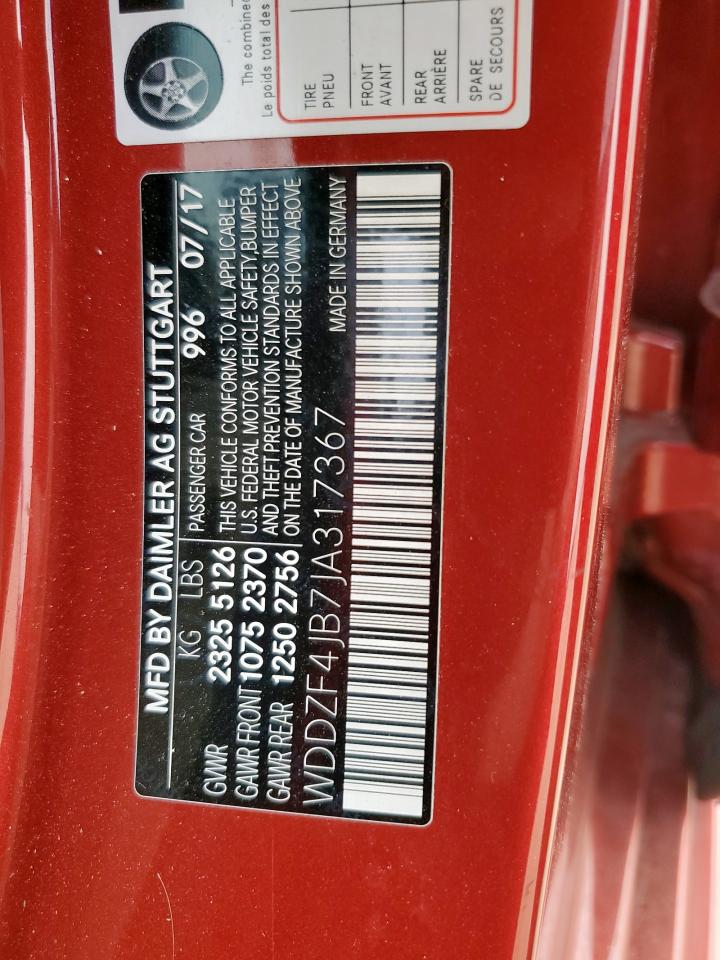 The combined
Le poids total des
TIRE
PNEU
FRONT
AVANT
REAR
ARRIÈRE
SPARE
DE SECOURS
MFD BY DAIMLER AG STUTTGART
KG LBS PASSENGER CAR 996 07/17
GWWR 2325 5126 THIS VEHICLE CONFORMS TO ALL APPLICABLE
GAWR FRONT 1075 2370 U.S. FEDERAL MOTOR VEHICLE SAFETY,BUMPER
GAWR REAR 1250 2756 AND THEFT PREVENTION STANDARDS IN EFFECT
ON THE DATE OF MANUFACTURE SHOWN ABOVE
WDDZF4JB7JA317367 MADE IN GERMANY